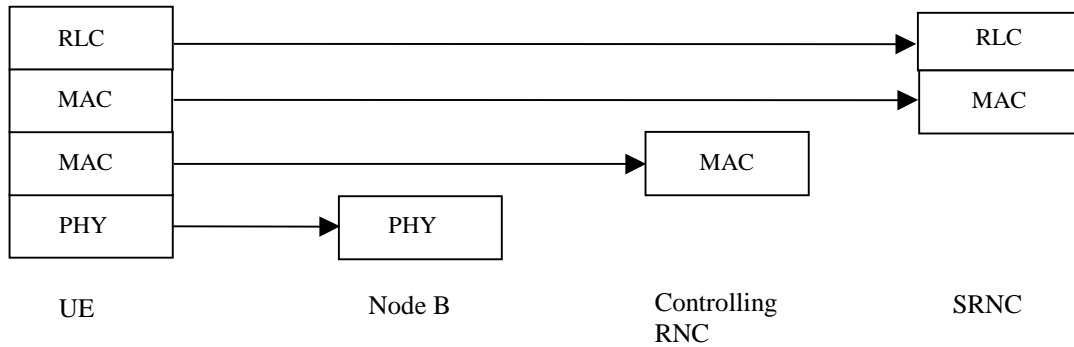 RLC
RLC
MAC
MAC
MAC
MAC
PHY
PHY
UE
Node B
Controlling
RNC
SRNC